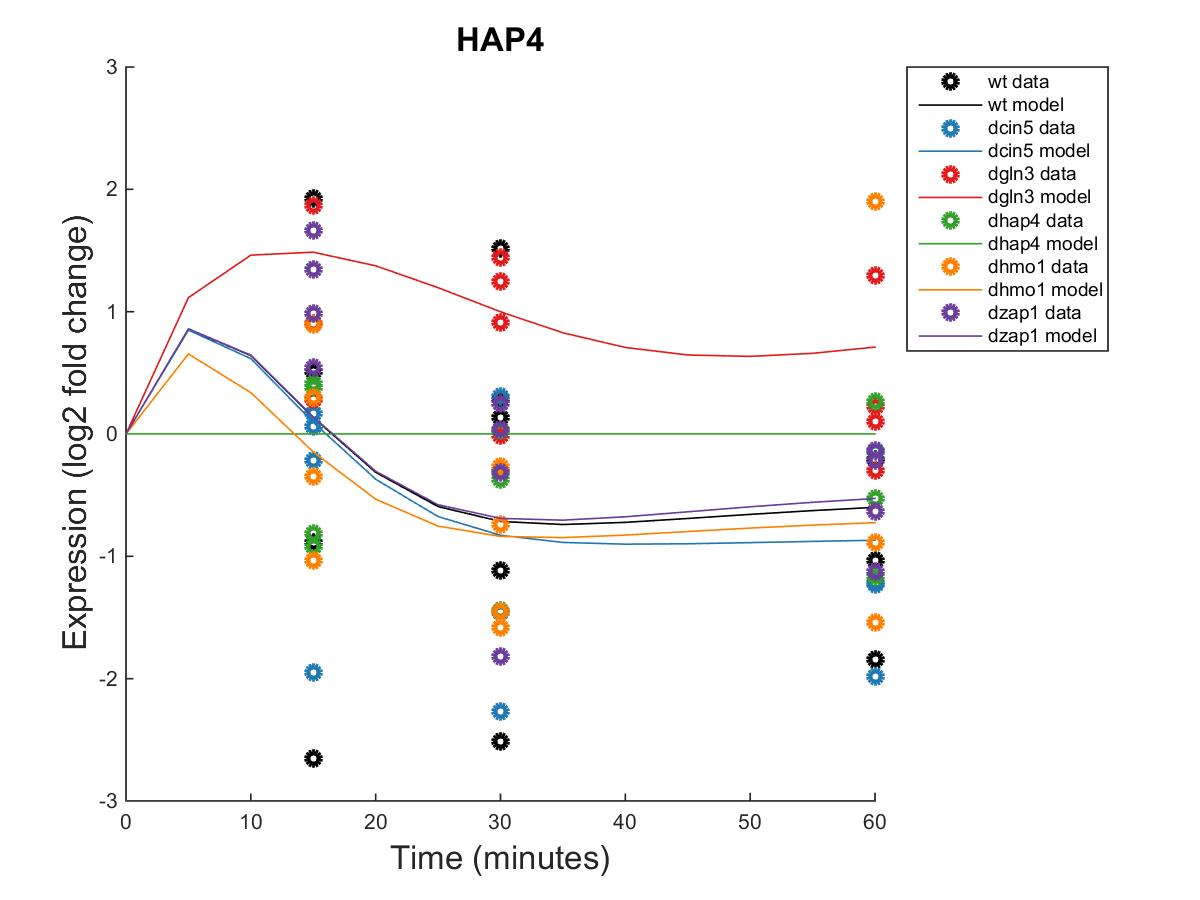 HAP4
3
2
1
0
-1
-2
-3
Expression (log2 fold change)
0 10 20 30 40 50 60
Time (minutes)
wt data
wt model
dcin5 data
dcin5 model
dgln3 data
dgln3 model
dhap4 data
dhap4 model
dhmo1 data
dhmo1 model
dzap1 data
dzap1 model